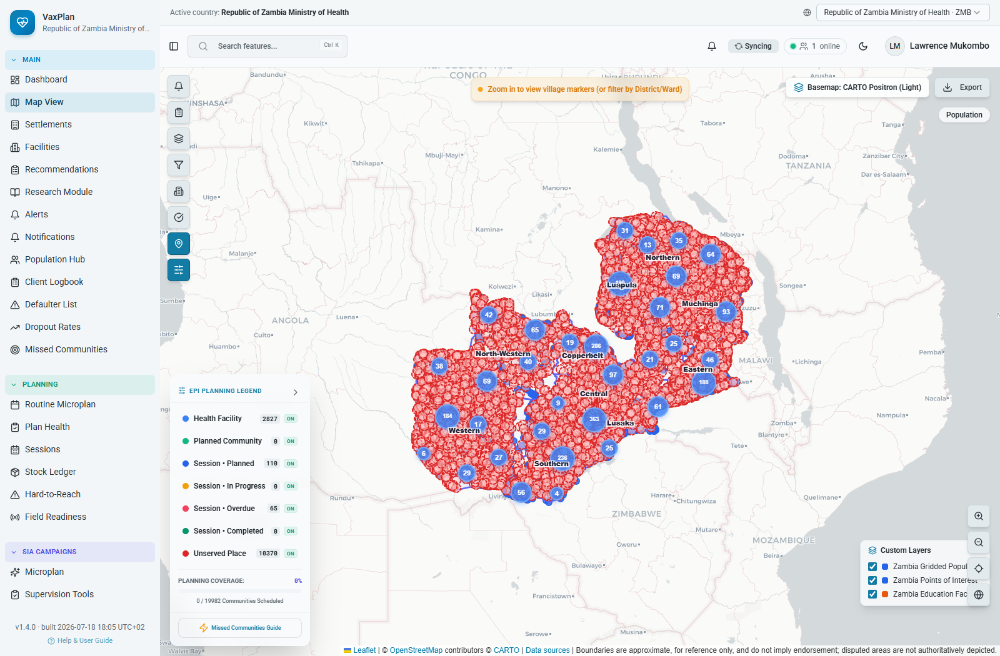 VaxPlan
Republic of Zambia Ministry of...
MAIN
Dashboard
Map View
Settlements
Facilities
Recommendations
Research Module
Alerts
Notifications
Population Hub
Client Logbook
Defaulter List
Dropout Rates
Missed Communities
PLANNING
Routine Microplan
Plan Health
Sessions
Stock Ledger
Hard-to-Reach
Field Readiness
SIA CAMPAIGNS
Microplan
Supervision Tools
v1.4.0 · built 2026-07-18 18:05 UTC+02
Help & User Guide
Active country: Republic of Zambia Ministry of Health
Republic of Zambia Ministry of Health · ZMB
Search features...
Ctrl K
Syncing
1 online
LM
Lawrence Mukombo
Zoom in to view village markers (or filter by District/Ward)
Basemap: CARTO Positron (Light)
Export
Population
Bandundu
CONGO
BURUNDI
Arusha
KINSHASA
Kikwit
Tabora
Tanga
Kalemie
Mbuji-Mayi
Tshikapa
Dodoma
Zanzibar City
TANZANIA
Dar es-Salaam
Manono
Uíge
Kamina
Mbeya
Malanje
Kolwezi
Likasi
Songea
Sumbe
Luena
ANGOLA
Cuito
Huambo
MALAWI
Lichinga
Pemba
Nacala
Nampula
Zomba
Blantyre
Tete
Rundu
Harare
Chitungwiza
Quelimane
ZIMBABWE
Mutare
MOZAMBIQUE
Gweru
Beira
Bulawayo
Francistown
Serowe
Musina
Walvis Bay
31
13
35
64
Northern
69
Luapula
71
Muchinga
93
42
65
19
286
25
North-Western
Copperbelt
40
21
46
38
Eastern
69
97
188
Central
9
61
184
17
363
Lusaka
Western
29
6
27
236
25
Southern
29
56
4
EPI PLANNING LEGEND
Health Facility 2827 ON
Planned Community 0 ON
Session • Planned 110 ON
Session • In Progress 0 ON
Session • Overdue 65 ON
Session • Completed 0 ON
Unserved Place 10370 ON
PLANNING COVERAGE: 0%
0 / 19982 Communities Scheduled
Missed Communities Guide
Custom Layers
Zambia Gridded Popul
Zambia Points of Interest
Zambia Education Fac
Leaflet | © OpenStreetMap contributors © CARTO | Data sources | Boundaries are approximate, for reference only, and do not imply endorsement; disputed areas are not authoritatively depicted.